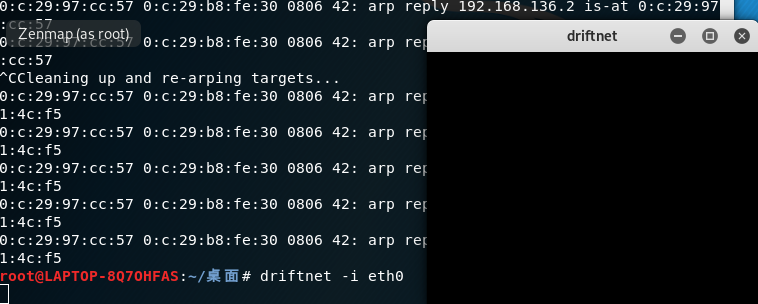 0:c:29:97:cc:57 0:c:29:b8:fe:30 0806 42: arp reply 192.168.136.2 is-at 0:c:29:97
:cc:57
Zenmap (as root)
driftnet
0:c:29:97:cc:57 0:c:29:b8:fe:30 0806 42: arp rep
:cc:57
^CCleaning up and re-arping targets...
0:c:29:97:cc:57 0:c:29:b8:fe:30 0806 42: arp rep
1:4c:f5
0:c:29:97:cc:57 0:c:29:b8:fe:30 0806 42: arp rep
1:4c:f5
0:c:29:97:cc:57 0:c:29:b8:fe:30 0806 42: arp rep
1:4c:f5
0:c:29:97:cc:57 0:c:29:b8:fe:30 0806 42: arp rep
1:4c:f5
0:c:29:97:cc:57 0:c:29:b8:fe:30 0806 42: arp rep
1:4c:f5
root@LAPTOP-8Q7OHFAS:~/桌面# driftnet -i eth0